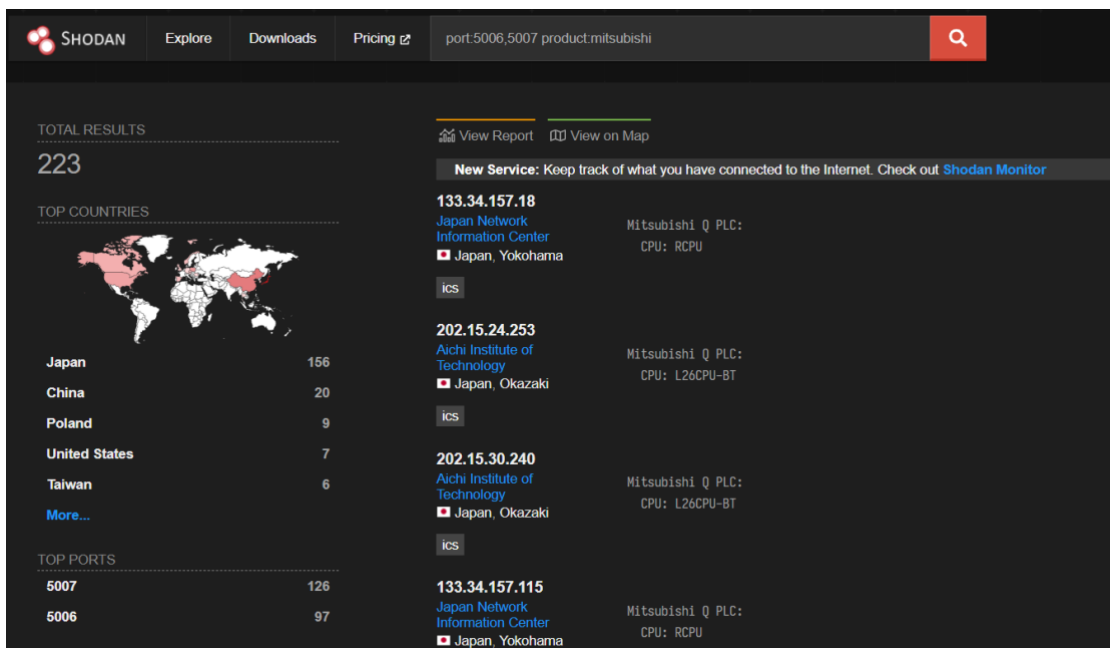 SHODAN Explore Downloads Pricing port:5006,5007 product:mitsubishi
TOTAL RESULTS
223
TOP COUNTRIES
Japan 156
China 20
Poland 9
United States 7
Taiwan 6
More...
TOP PORTS
5007 126
5006 97
View Report View on Map
New Service: Keep track of what you have connected to the Internet. Check out Shodan Monitor
133.34.157.18
Japan Network
Information Center
Japan, Yokohama
ics
Mitsubishi Q PLC:
CPU: RCPU
202.15.24.253
Aichi Institute of
Technology
Japan, Okazaki
ics
Mitsubishi Q PLC:
CPU: L26CPU-BT
202.15.30.240
Aichi Institute of
Technology
Japan, Okazaki
ics
Mitsubishi Q PLC:
CPU: L26CPU-BT
133.34.157.115
Japan Network
Information Center
Japan, Yokohama
Mitsubishi Q PLC:
CPU: RCPU